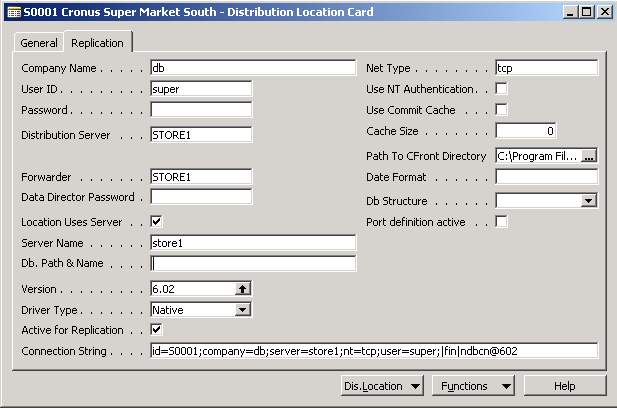 S0001 Cronus Super Market South - Distribution Location Card
General Replication
Company Name . . . . . db Net Type . . . . . . . tcp
User ID . . . . . . . . . super Use NT Authentication. .
Password . . . . . . . . Use Commit Cache . .
Distribution Server . . . STORE1 Cache Size . . . . . . . 0
Path To CFront Directory C:\Program Fil... ...
Forwarder . . . . . . . STORE1 Date Format . . . . . .
Data Director Password .
Db Structure . . . . . .
Location Uses Server . . Port definition active . .
Server Name . . . . . . store1
Db. Path & Name . . . .
Version . . . . . . . . . 6.02
Driver Type . . . . . . . Native
Active for Replication . .
Connection String . . . . id=S0001;company=db;server=store1;nt=tcp;user=super;|fin|ndbcn@602
Dis.Location Functions Help